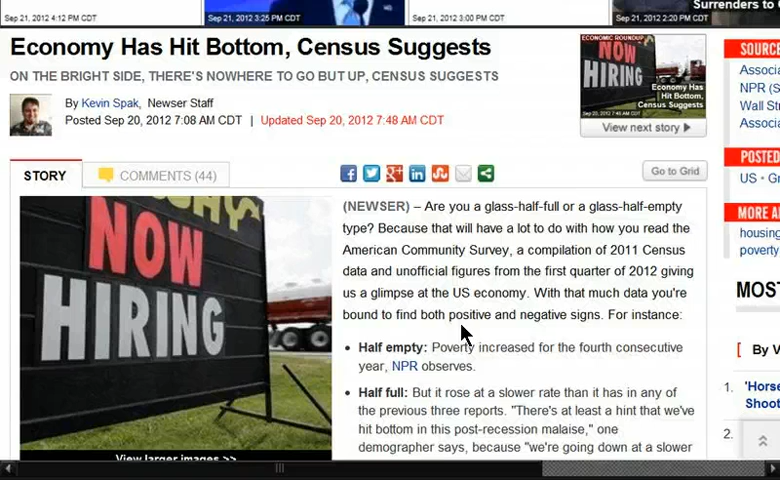 Sep 21, 2012 4:12 PM CDT
Sep 21, 2012 3:25 PM CDT
Sep 21, 2012 3:00 PM CDT
Sep 21, 2012 2:20 PM CDT
Surrenders to
Economy Has Hit Bottom, Census Suggests
ON THE BRIGHT SIDE, THERE'S NOWHERE TO GO BUT UP, CENSUS SUGGESTS
By Kevin Spak, Newser Staff
Posted Sep 20, 2012 7:08 AM CDT | Updated Sep 20, 2012 7:48 AM CDT
ECONOMIC ROUNDUP
NOW
HIRING
Economy Has
Hit Bottom,
Census Suggests
Sep 20, 2012 7:48 AM CDT
View next story
SOURC
Associa
NPR (S
Wall Str
Associa
STORY
COMMENTS (44)
Go to Grid
POSTED
US • Gr
MORE A
housing
poverty
MOST
[ By V
1. 'Horse
Shoot
2.
NOW
HIRING
View larger images >>
(NEWSER) – Are you a glass-half-full or a glass-half-empty
type? Because that will have a lot to do with how you read the
American Community Survey, a compilation of 2011 Census
data and unofficial figures from the first quarter of 2012 giving
us a glimpse at the US economy. With that much data you're
bound to find both positive and negative signs. For instance:
• Half empty: Poverty increased for the fourth consecutive
year, NPR observes.
• Half full: But it rose at a slower rate than it has in any of
the previous three reports. "There's at least a hint that we've
hit bottom in this post-recession malaise," one
demographer says, because "we're going down at a slower